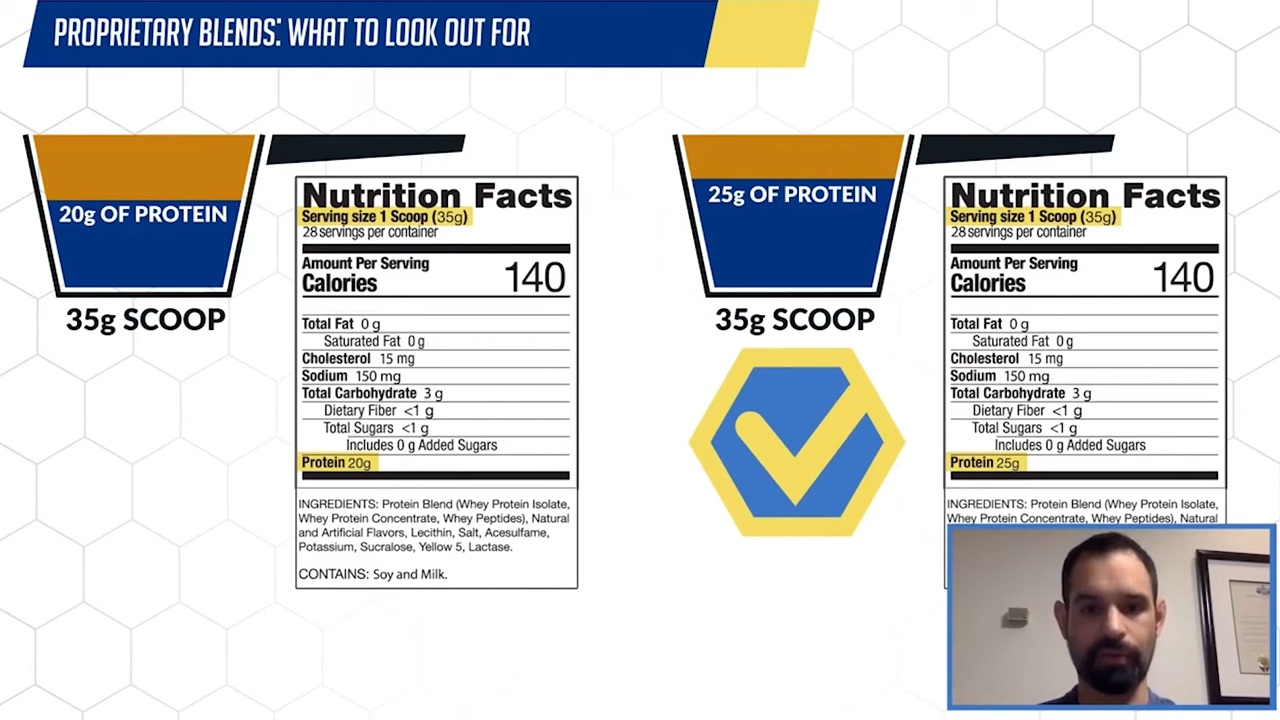 PROPRIETARY BLENDS: WHAT TO LOOK OUT FOR
20g OF PROTEIN
35g SCOOP
Nutrition Facts
Serving size 1 Scoop (35g)
28 servings per container
Amount Per Serving
Calories 140
Total Fat 0 g
Saturated Fat 0 g
Cholesterol 15 mg
Sodium 150 mg
Total Carbohydrate 3 g
Dietary Fiber <1 g
Total Sugars <1 g
Includes 0 g Added Sugars
Protein 20g
INGREDIENTS: Protein Blend (Whey Protein Isolate,
Whey Protein Concentrate, Whey Peptides), Natural
and Artificial Flavors, Lecithin, Salt, Acesulfame,
Potassium, Sucralose, Yellow 5, Lactase.
CONTAINS: Soy and Milk.
25g OF PROTEIN
35g SCOOP
Nutrition Facts
Serving size 1 Scoop (35g)
28 servings per container
Amount Per Serving
Calories 140
Total Fat 0 g
Saturated Fat 0 g
Cholesterol 15 mg
Sodium 150 mg
Total Carbohydrate 3 g
Dietary Fiber <1 g
Total Sugars <1 g
Includes 0 g Added Sugars
Protein 25g
INGREDIENTS: Protein Blend (Whey Protein Isolate,
Whey Protein Concentrate, Whey Peptides), Natural